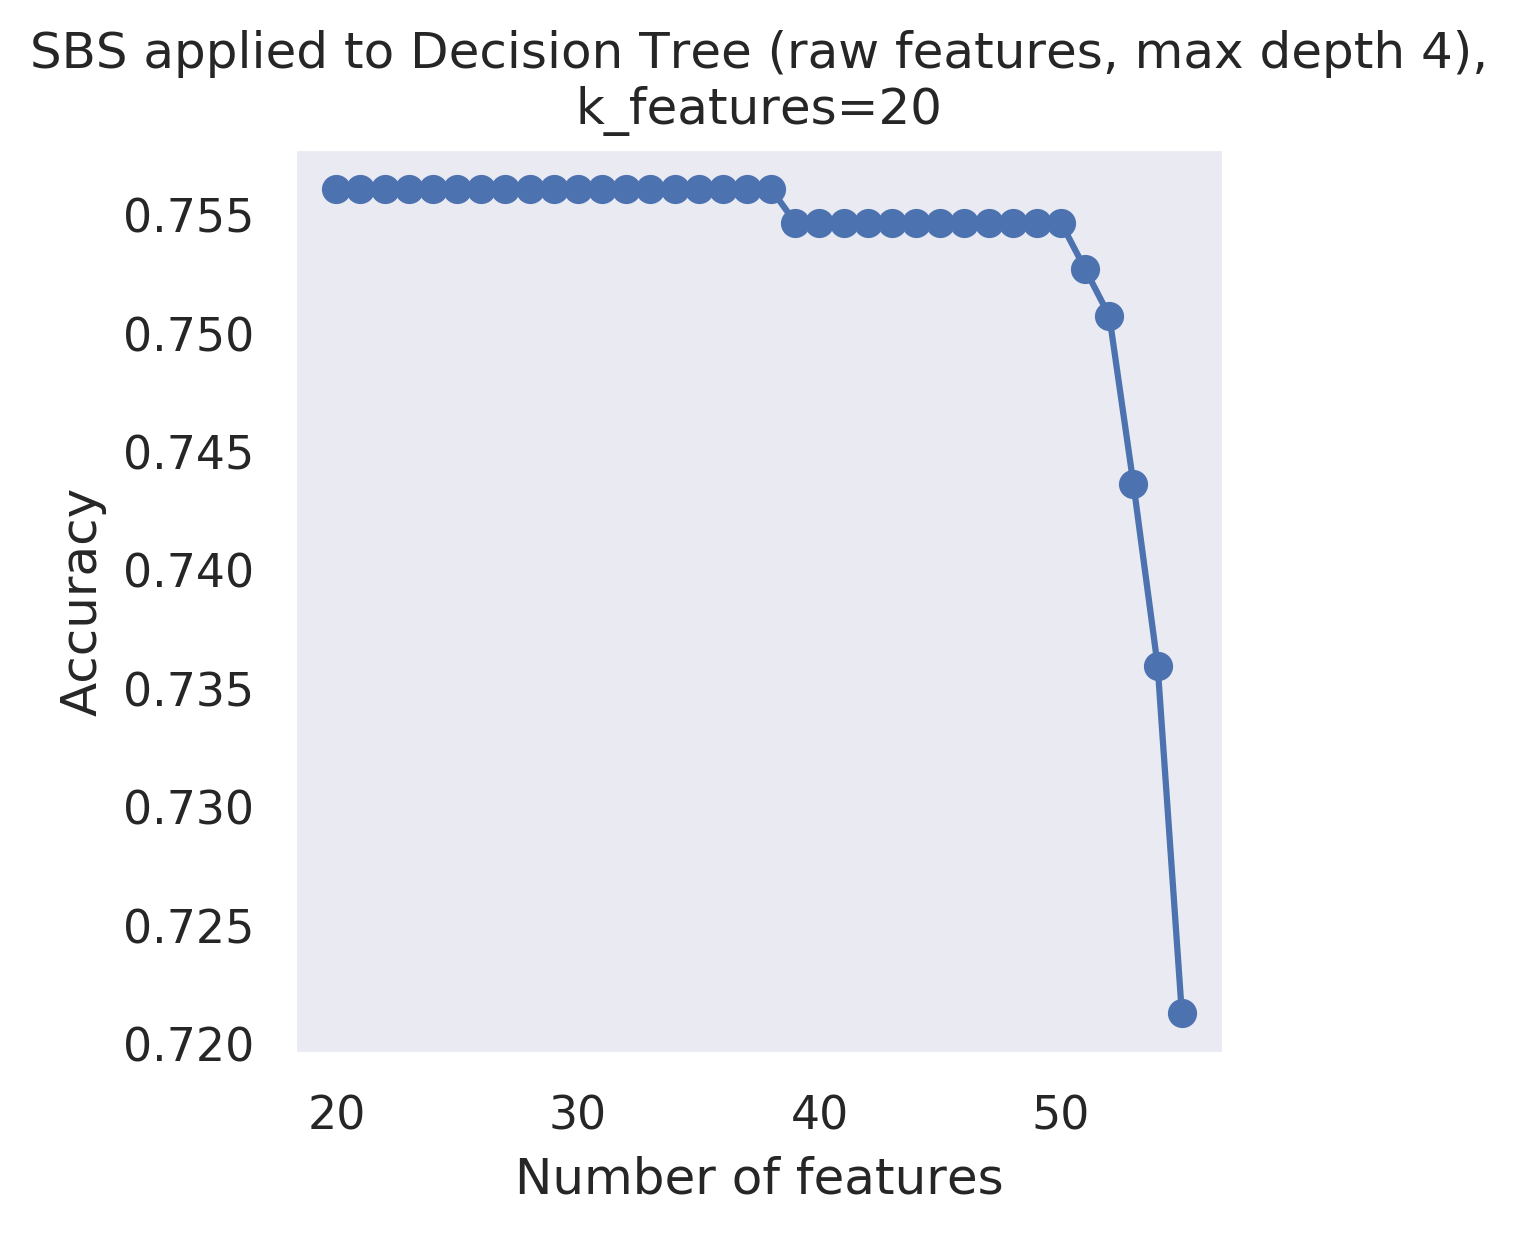 SBS applied to Decision Tree (raw features, max depth 4),
k_features=20
0.755
0.750
0.745
0.740
0.735
0.730
0.725
0.720
Accuracy
20 30 40 50
Number of features